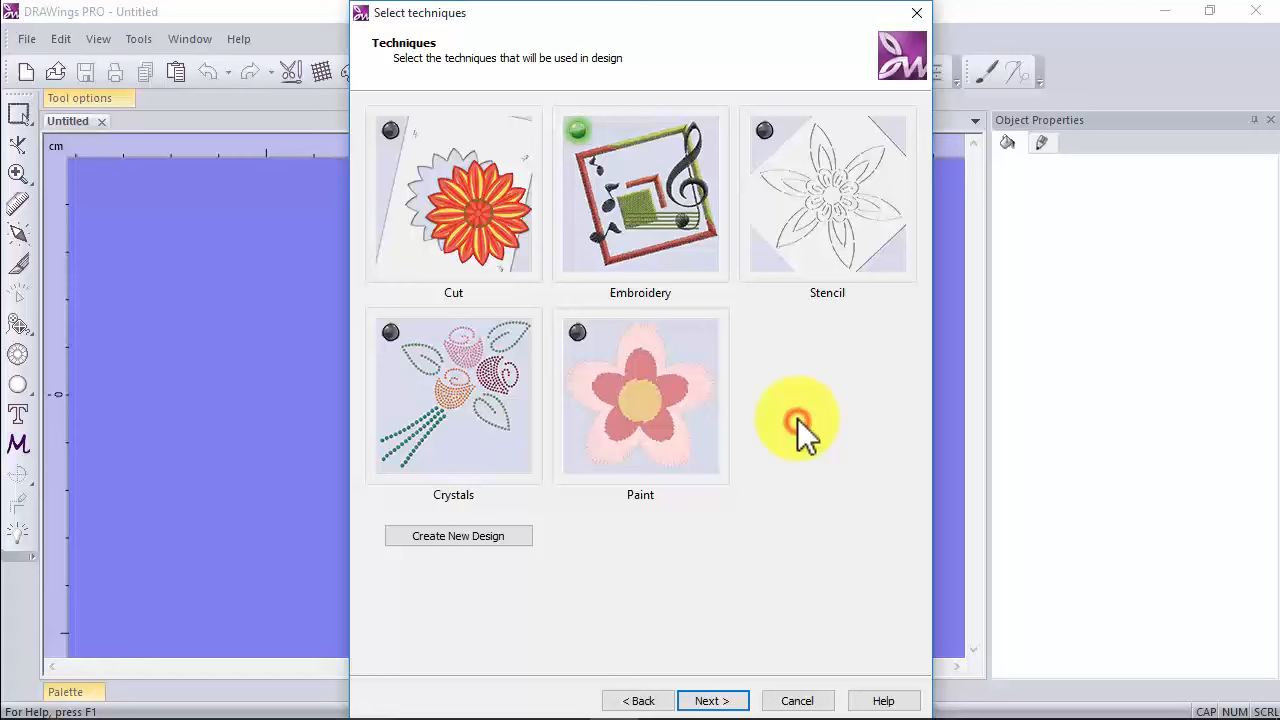 DRAWings PRO - Untitled
File Edit View Tools Window Help
Tool options
Untitled
cm
0
Palette
For Help, press F1
Select techniques
Techniques
Select the techniques that will be used in design
Cut
Embroidery
Stencil
Crystals
Paint
Create New Design
< Back
Next >
Cancel
Help
Object Properties
CAP NUM SCRL